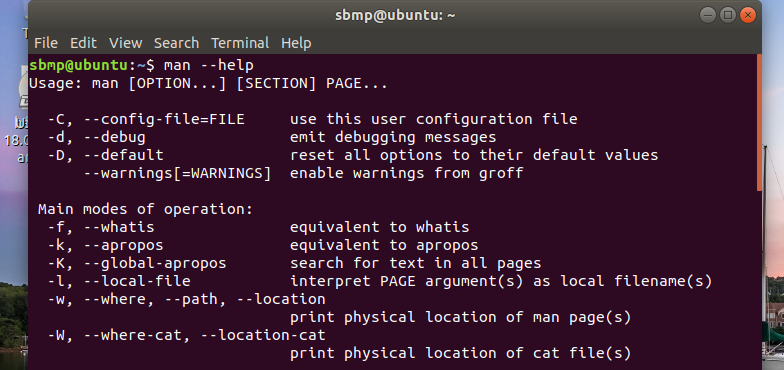 sbmp@ubuntu: ~
File Edit View Search Terminal Help
sbmp@ubuntu:~$ man --help
Usage: man [OPTION...] [SECTION] PAGE...
-C, --config-file=FILE use this user configuration file
-d, --debug emit debugging messages
-D, --default reset all options to their default values
--warnings[=WARNINGS] enable warnings from groff
Main modes of operation:
-f, --whatis equivalent to whatis
-k, --apropos equivalent to apropos
-K, --global-apropos search for text in all pages
-l, --local-file interpret PAGE argument(s) as local filename(s)
-w, --where, --path, --location
print physical location of man page(s)
-W, --where-cat, --location-cat
print physical location of cat file(s)
18.0